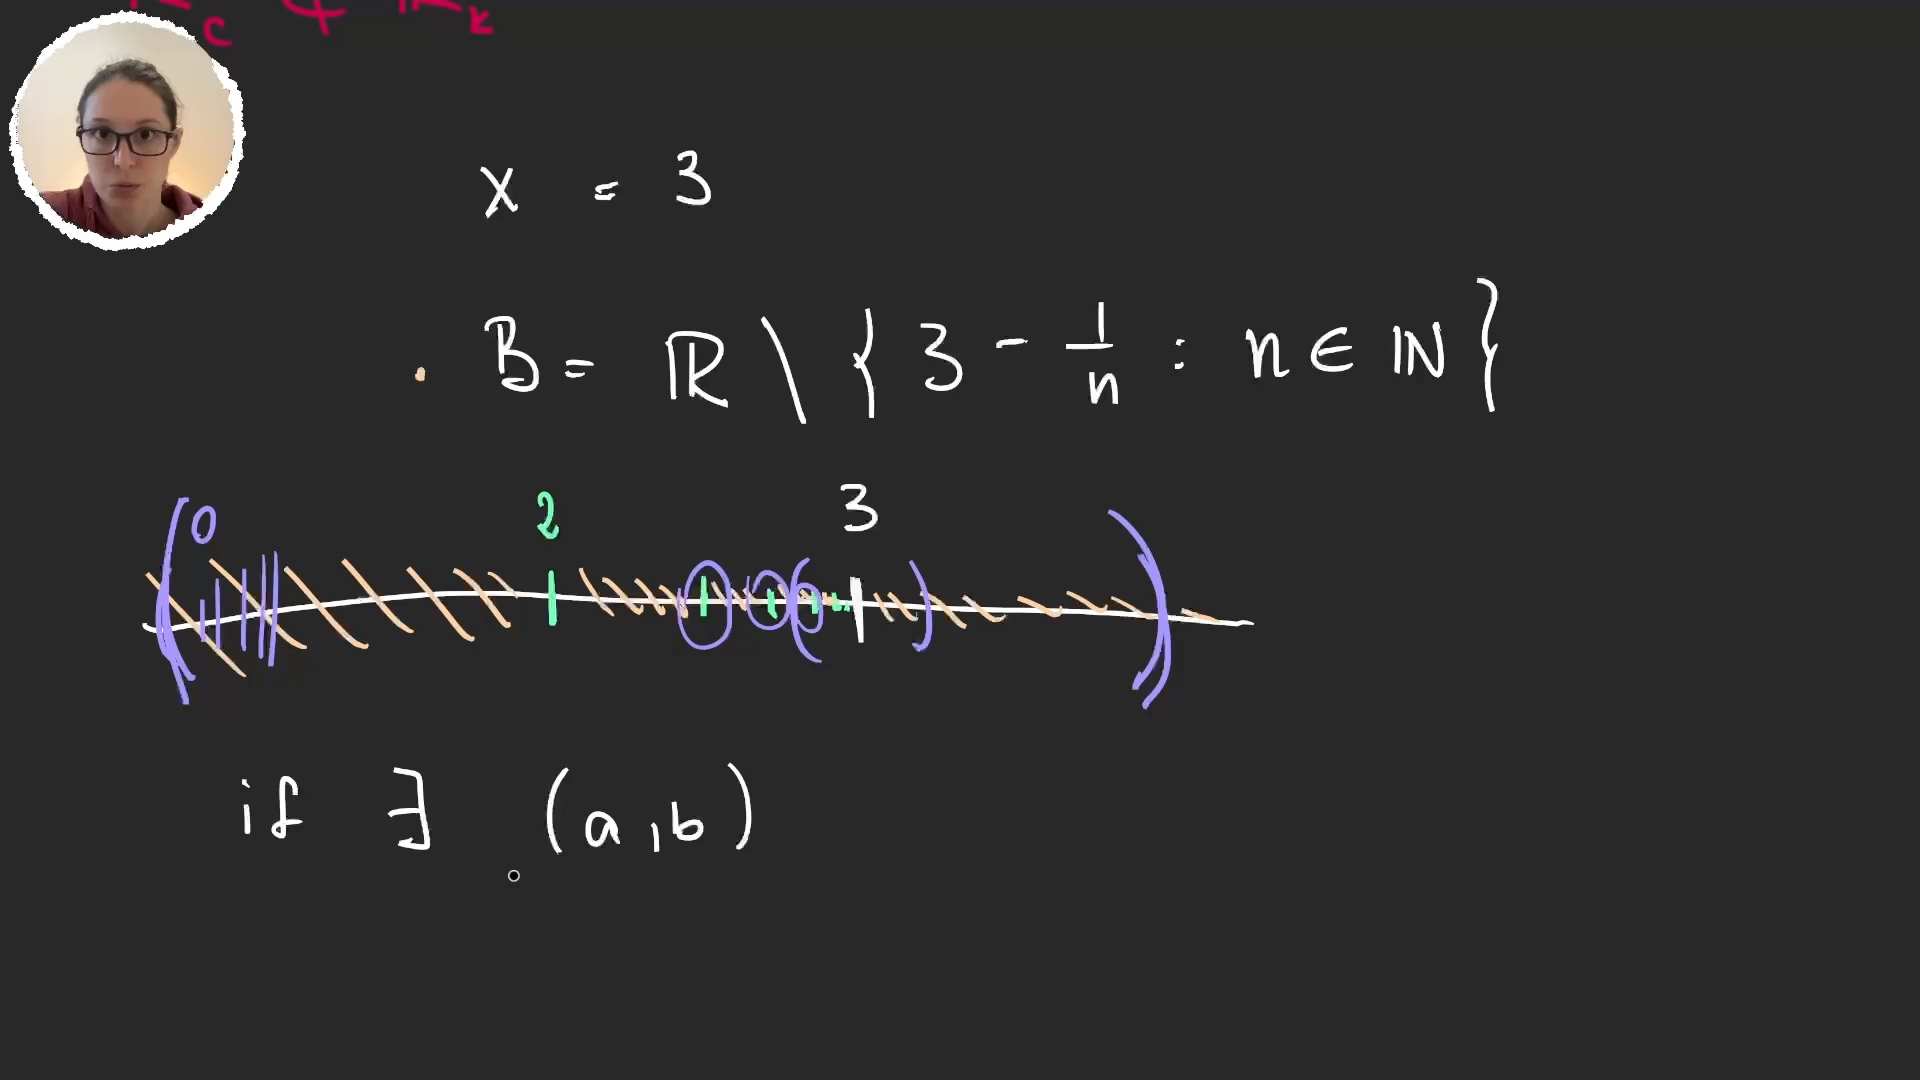 x = 3
B = ℝ \ { 3 - 1/n : n ∈ ℕ }
0 2 3
if ∃ (a,b)